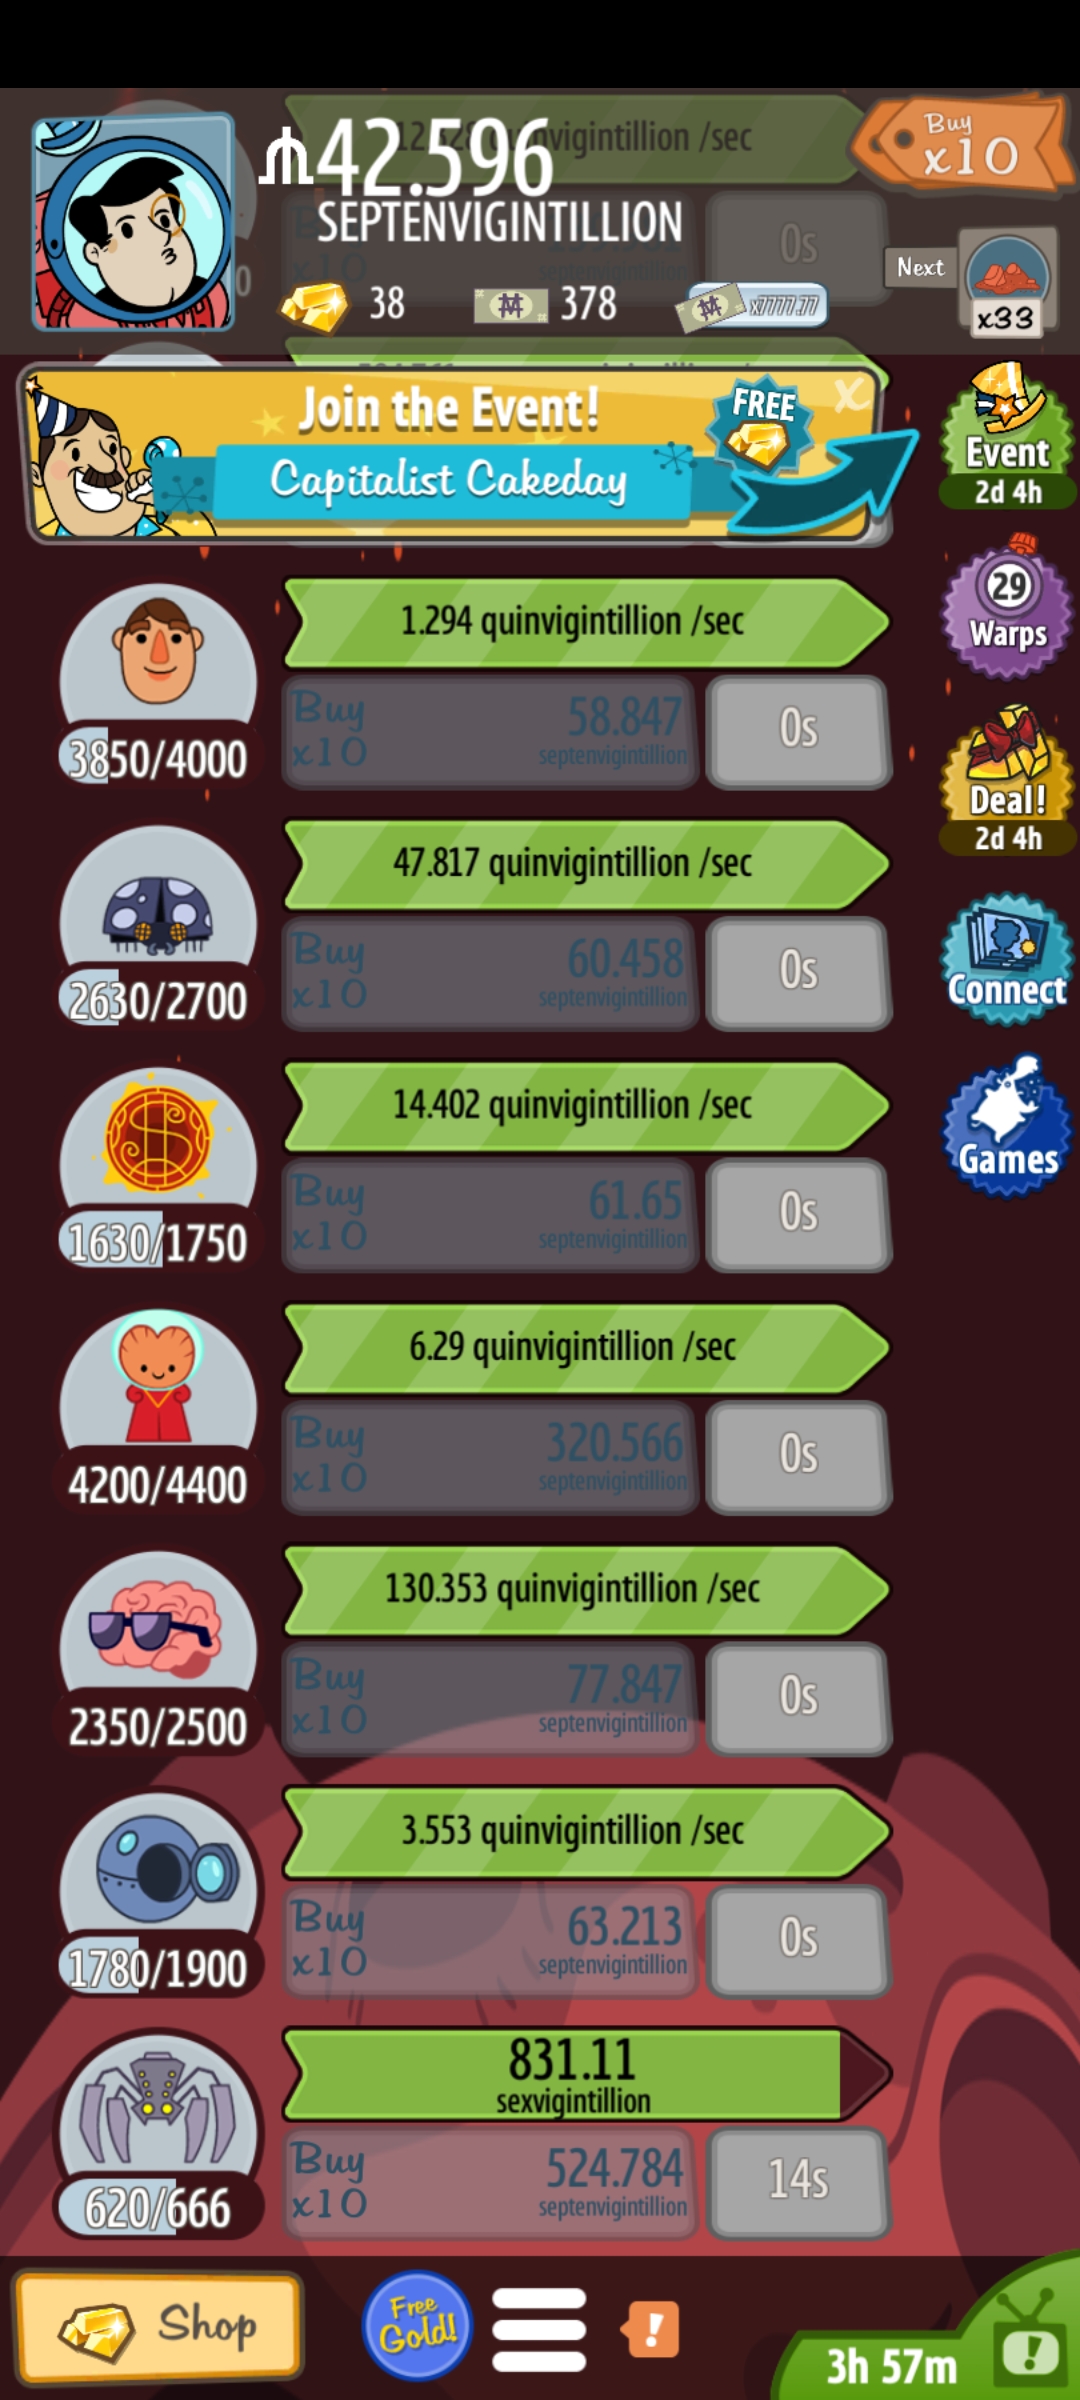 42.596
SEPTENVIGINTILLION
38
378
x7777.77
Buy
x10
Next
x33
Join the Event!
Capitalist Cakeday
FREE
Event
2d 4h
29
Warps
Deal!
2d 4h
Connect
Games
1.294 quinvigintillion /sec
Buy
x10
58.847
septenvigintillion
0s
3850/4000
47.817 quinvigintillion /sec
Buy
x10
60.458
septenvigintillion
0s
2630/2700
14.402 quinvigintillion /sec
Buy
x10
61.65
septenvigintillion
0s
1630/1750
6.29 quinvigintillion /sec
Buy
x10
320.566
septenvigintillion
0s
4200/4400
130.353 quinvigintillion /sec
Buy
x10
77.847
septenvigintillion
0s
2350/2500
3.553 quinvigintillion /sec
Buy
x10
63.213
septenvigintillion
0s
1780/1900
831.11
sexvigintillion
Buy
x10
524.784
septenvigintillion
14s
620/666
Shop
Free
Gold!
3h 57m